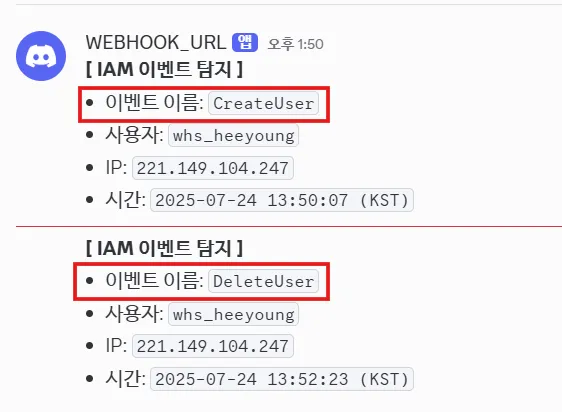 WEBHOOK_URL 앱 오후 1:50
[ IAM 이벤트 탐지 ]
• 이벤트 이름: CreateUser
• 사용자: whs_heeyoung
• IP: 221.149.104.247
• 시간: 2025-07-24 13:50:07 (KST)
[ IAM 이벤트 탐지 ]
• 이벤트 이름: DeleteUser
• 사용자: whs_heeyoung
• IP: 221.149.104.247
• 시간: 2025-07-24 13:52:23 (KST)